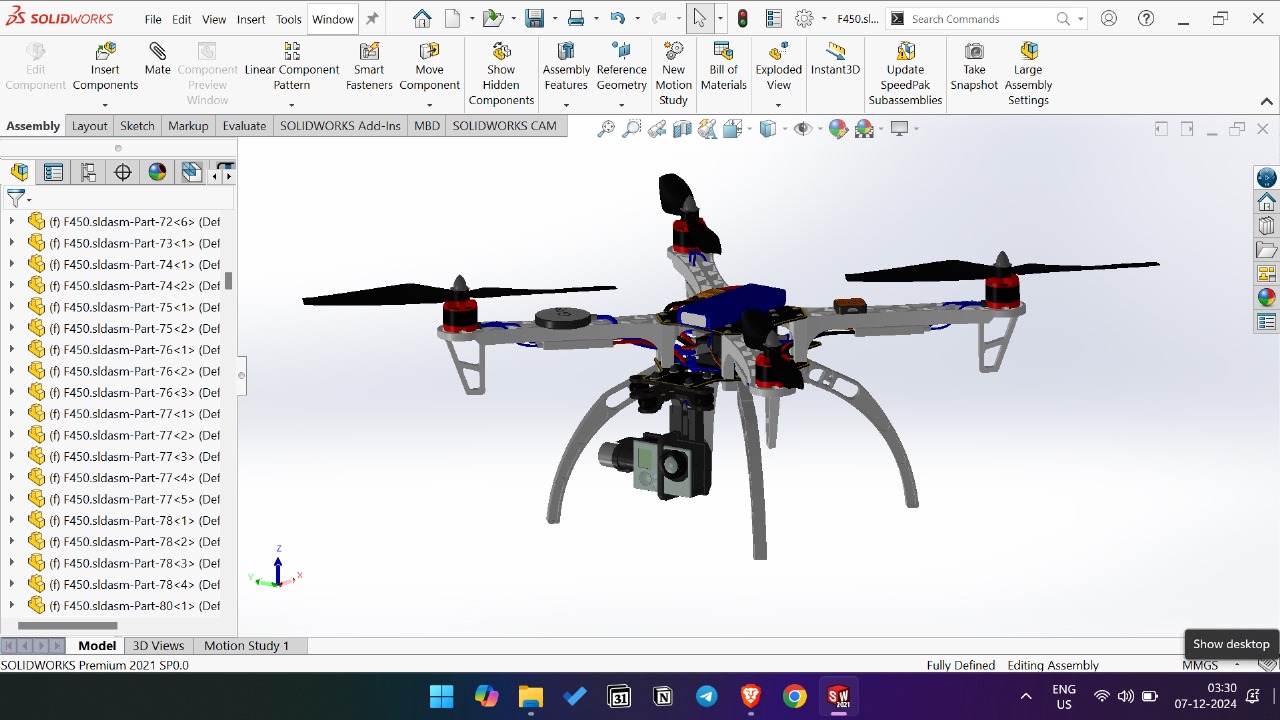 SOLIDWORKS File Edit View Insert Tools Window F450.sl... Search Commands
Edit Component
Insert Components
Mate
Component Preview Window
Linear Component Pattern
Smart Fasteners
Move Component
Show Hidden Components
Assembly Features
Reference Geometry
New Motion Study
Bill of Materials
Exploded View
Instant3D
Update SpeedPak Subassemblies
Take Snapshot
Large Assembly Settings
Assembly Layout Sketch Markup Evaluate SOLIDWORKS Add-Ins MBD SOLIDWORKS CAM
(f) F450.sldasm-Part-72<6> (Def
(f) F450.sldasm-Part-73<1> (Def
(f) F450.sldasm-Part-74<1> (Def
(f) F450.sldasm-Part-74<2> (Def
(f) F450.sldasm-Part-75<1> (Def
(f) F450.sldasm-Part-75<2> (Def
(f) F450.sldasm-Part-76<1> (Def
(f) F450.sldasm-Part-76<2> (Def
(f) F450.sldasm-Part-76<3> (Def
(f) F450.sldasm-Part-77<1> (Def
(f) F450.sldasm-Part-77<2> (Def
(f) F450.sldasm-Part-77<3> (Def
(f) F450.sldasm-Part-77<4> (Def
(f) F450.sldasm-Part-77<5> (Def
(f) F450.sldasm-Part-78<1> (Def
(f) F450.sldasm-Part-78<2> (Def
(f) F450.sldasm-Part-78<3> (Def
(f) F450.sldasm-Part-78<4> (Def
(f) F450.sldasm-Part-80<1> (Def
Z
Y
X
Model 3D Views Motion Study 1
Show desktop
SOLIDWORKS Premium 2021 SP0.0 Fully Defined Editing Assembly MMGS
31
SW 2021
ENG
US
03:30
07-12-2024